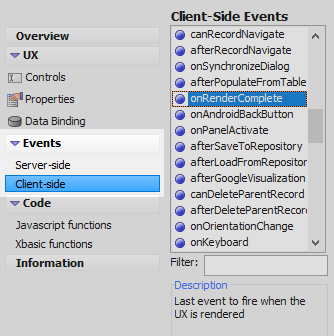 Overview
UX
Controls
Properties
Data Binding
Events
Server-side
Client-side
Code
Javascript functions
Xbasic functions
Information
Client-Side Events
canRecordNavigate
afterRecordNavigate
onSynchronizeDialog
afterPopulateFromTable
onRenderComplete
onAndroidBackButton
onPanelActivate
afterSaveToRepository
afterLoadFromRepositor
afterGoogleVisualization
canDeleteParentRecord
afterDeleteParentRecord
onOrientationChange
onKeyboard
Filter:
Description
Last event to fire when the
UX is rendered